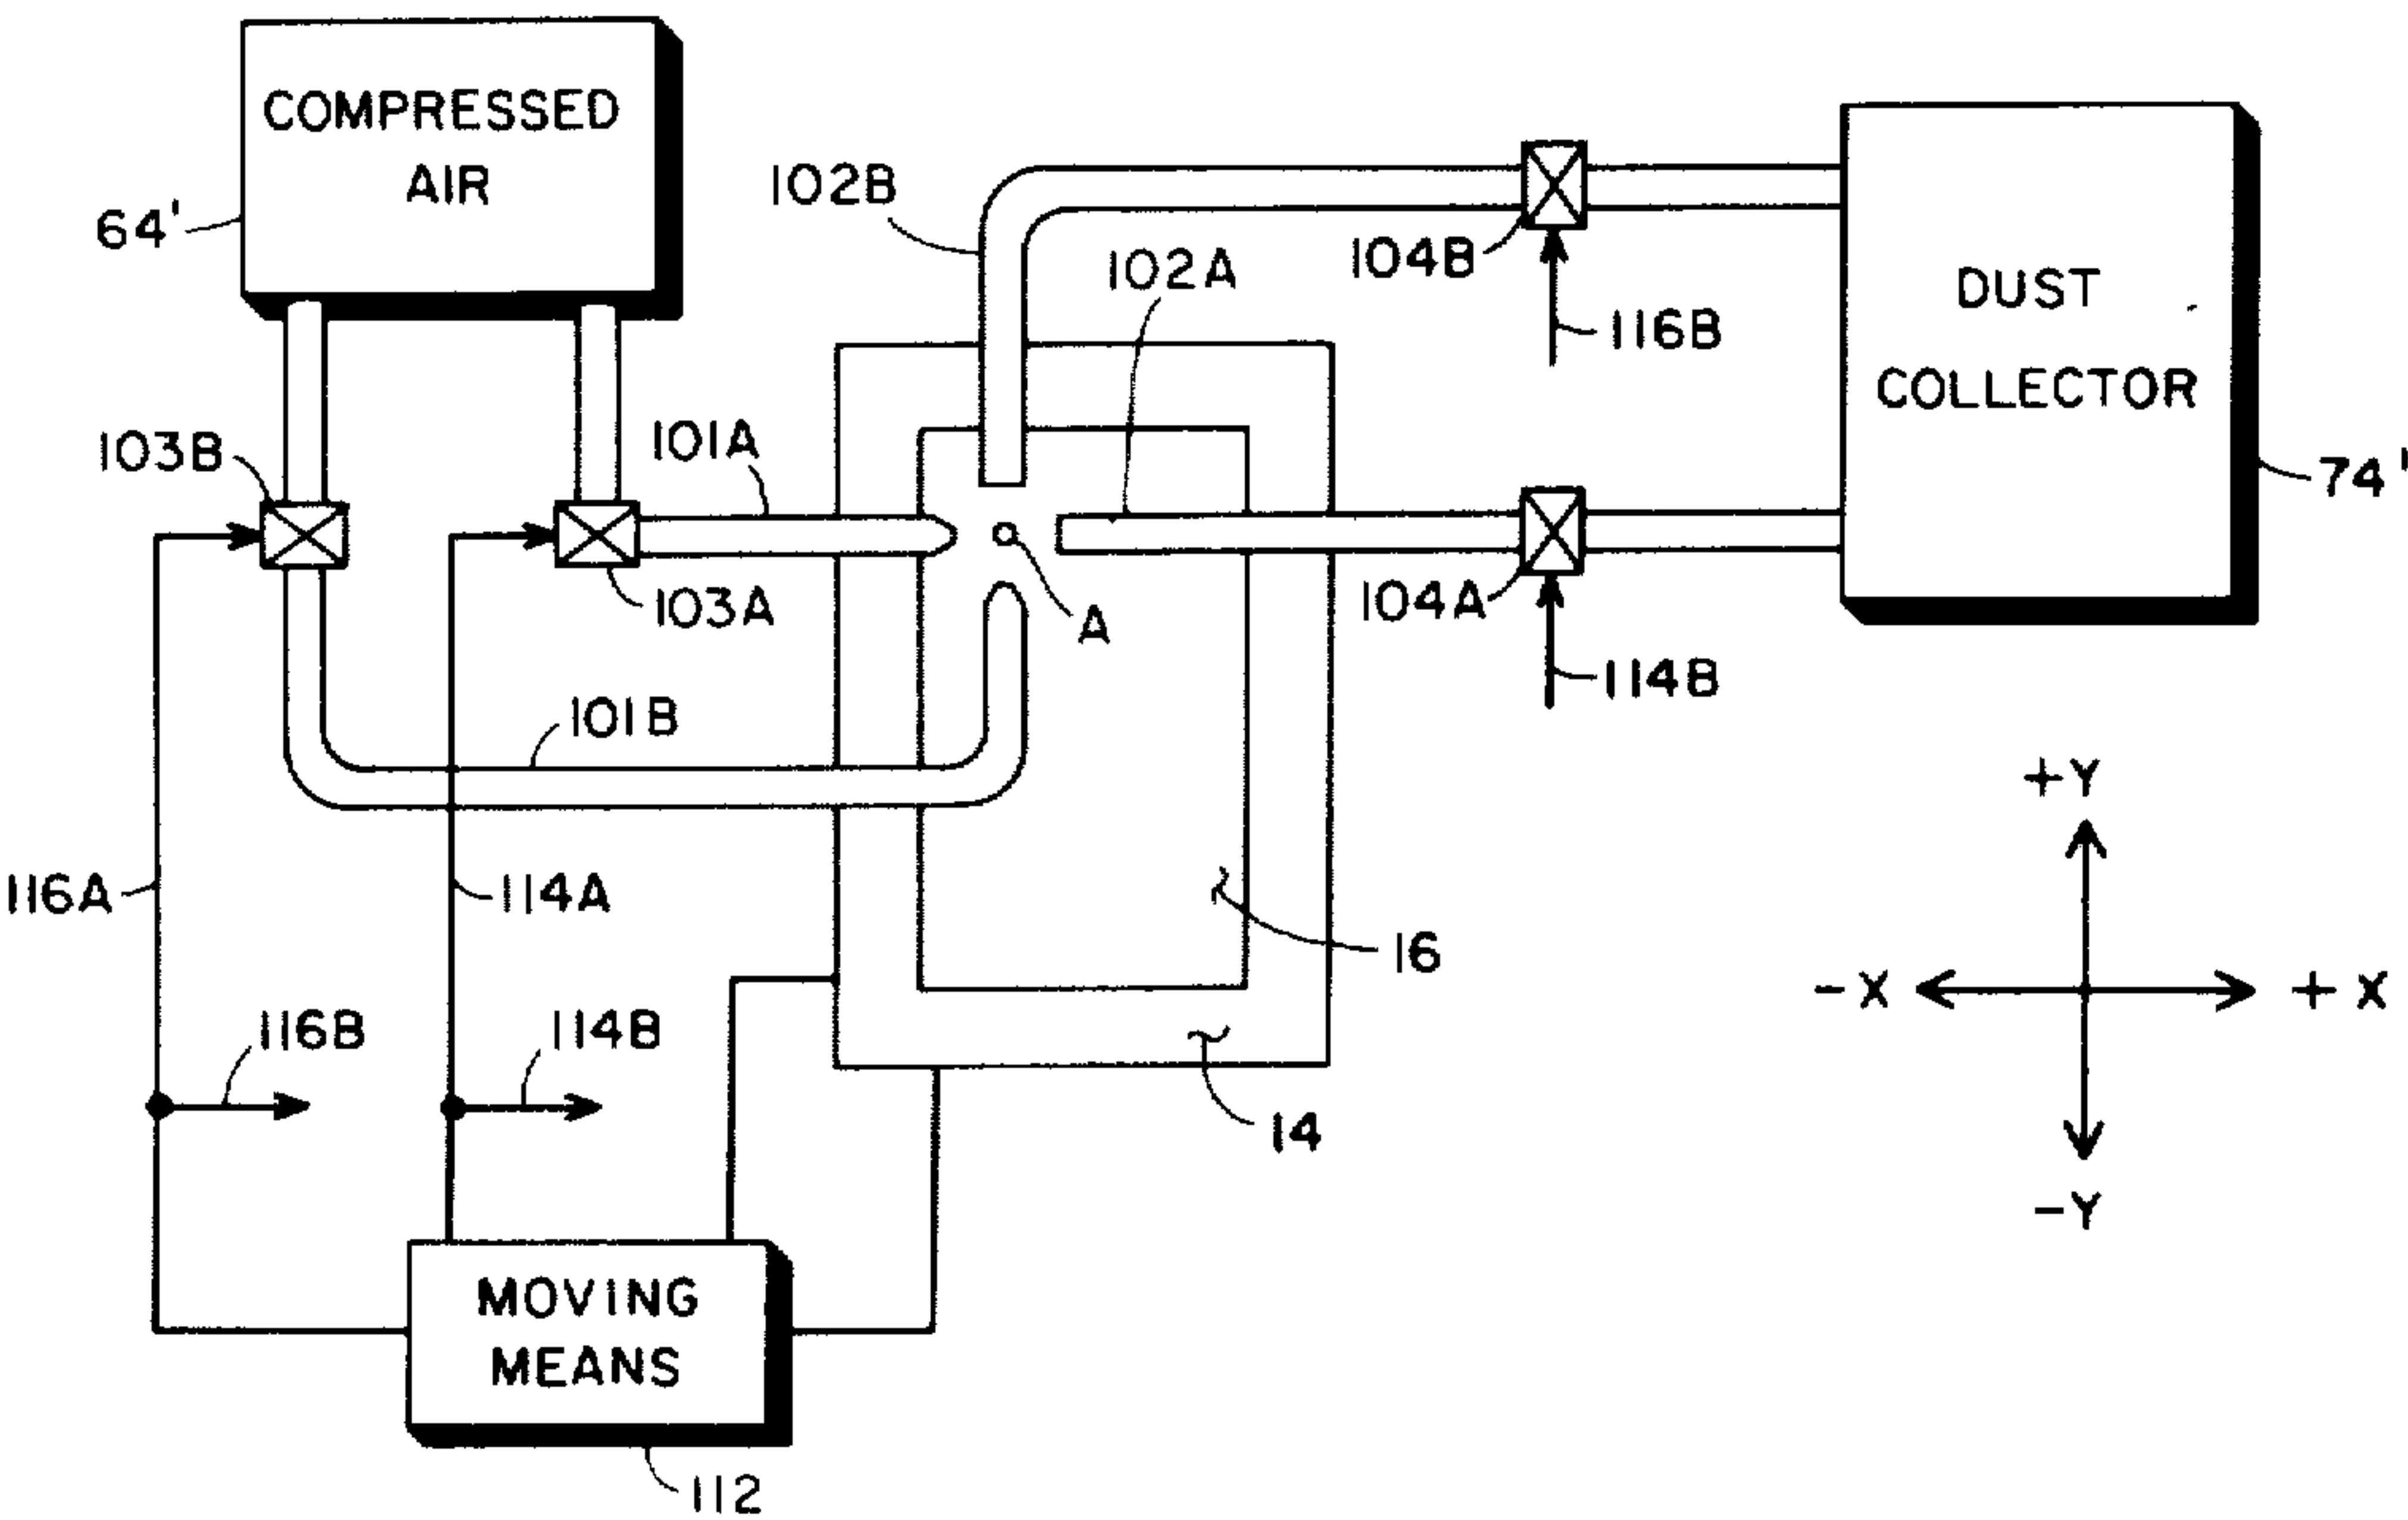 COMPRESSED
AIR
64'
102B
104B
102A
116B
DUST
COLLECTOR
74'
103B
101A
103A
A
104A
114B
101B
+Y
116A
114A
16
-X
+X
116B
114B
14
-Y
MOVING
MEANS
112